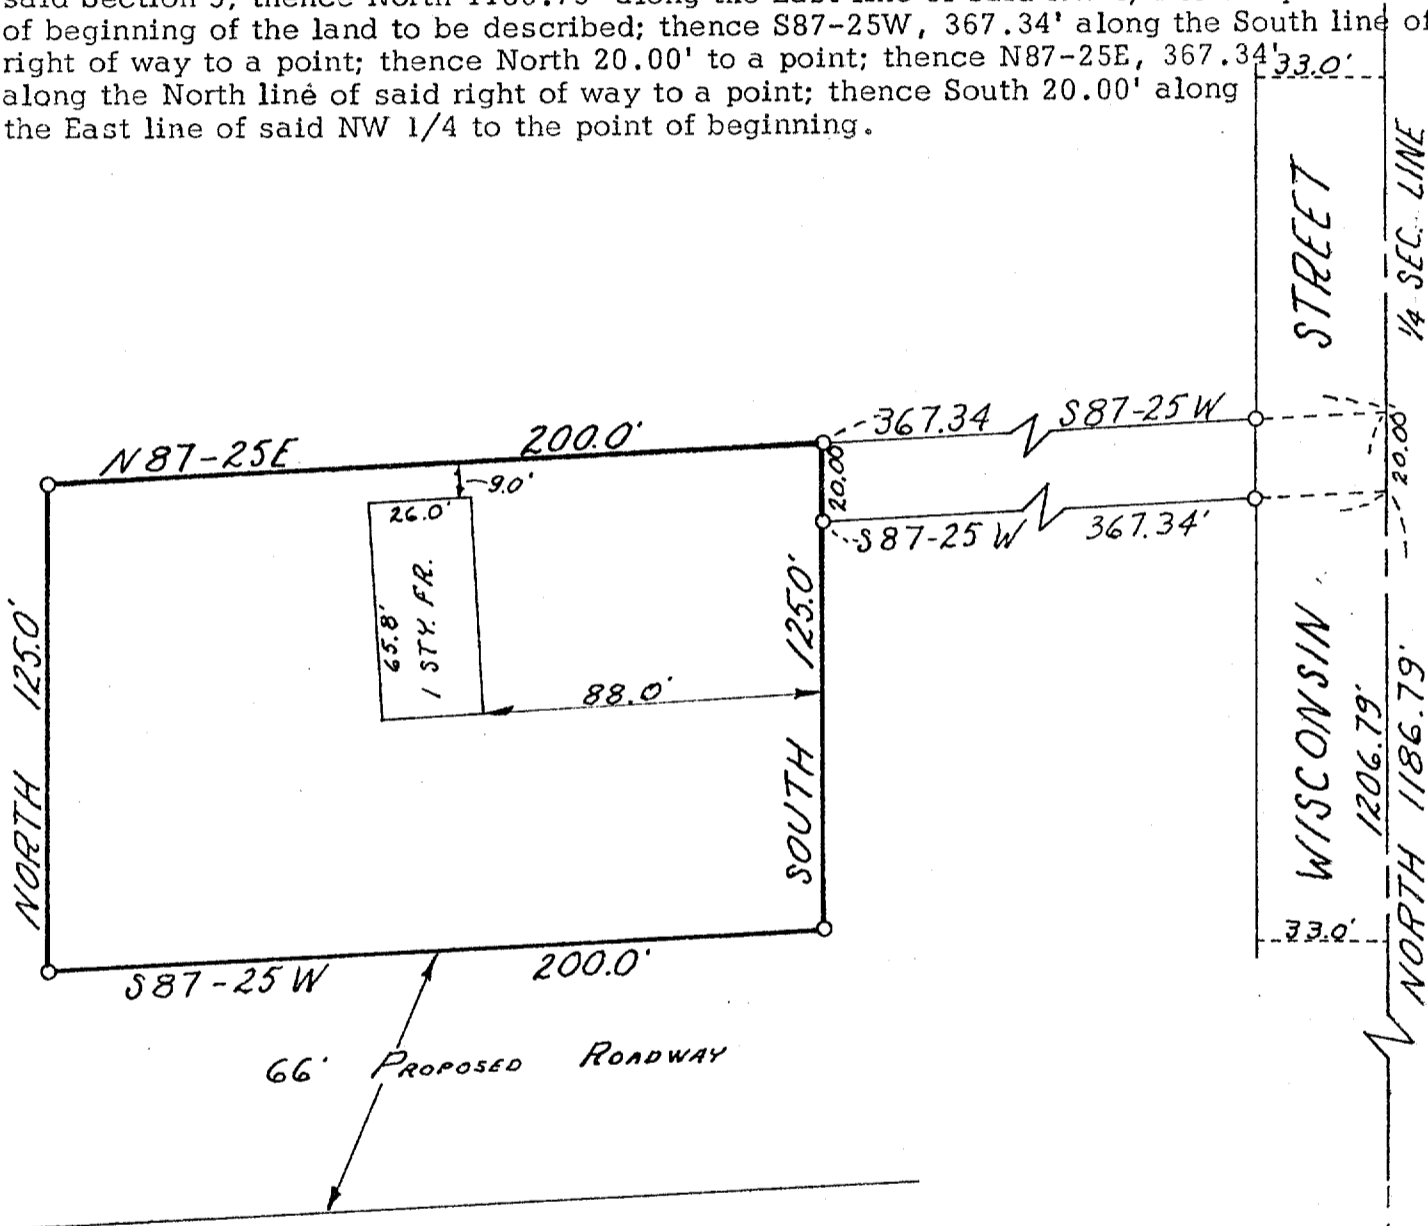 of beginning of the land to be described; thence S87-25W, 367.34' along the South line of
right of way to a point; thence North 20.00' to a point; thence N87-25E, 367.34'
along the North line of said right of way to a point; thence South 20.00' along
the East line of said NW 1/4 to the point of beginning.
33.0'
STREET
1/4 SEC. LINE
367.34 S87-25W
N87-25E 200.0'
9.0'
20.00'
20.00'
26.0'
S87-25W 367.34'
65.8'
1 STY. FR.
NORTH 125.0'
SOUTH 125.0'
88.0'
WISCONSIN
1206.79'
NORTH 1186.79'
33.0'
S87-25W 200.0'
66' PROPOSED ROADWAY